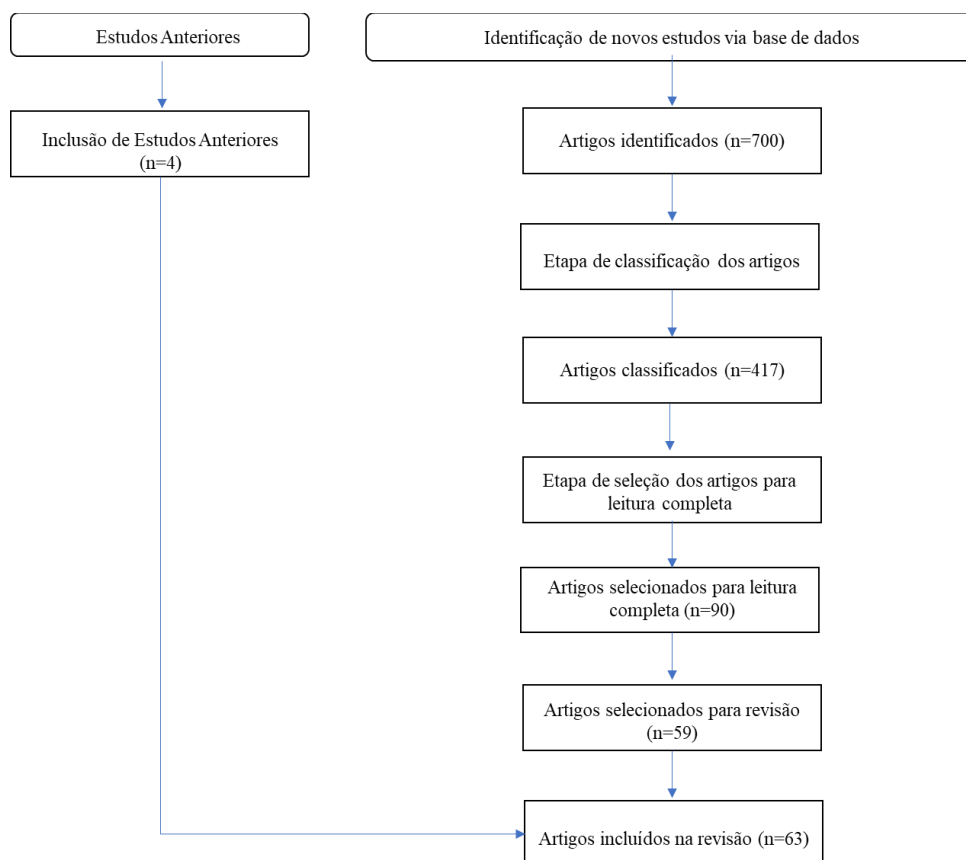 Estudos Anteriores
Inclusão de Estudos Anteriores
(n=4)
Identificação de novos estudos via base de dados
Artigos identificados (n=700)
Etapa de classificação dos artigos
Artigos classificados (n=417)
Etapa de seleção dos artigos para
leitura completa
Artigos selecionados para leitura
completa (n=90)
Artigos selecionados para revisão
(n=59)
Artigos incluídos na revisão (n=63)